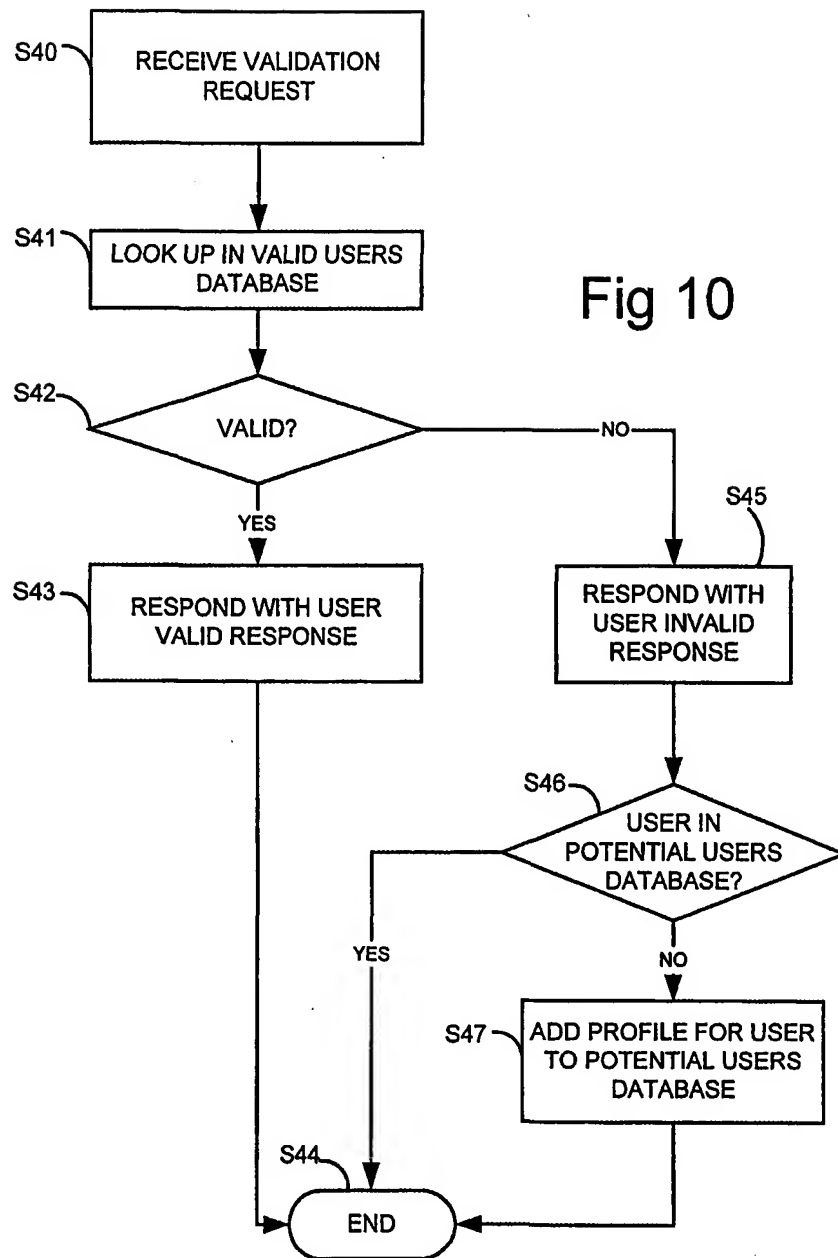 S40
RECEIVE VALIDATION
REQUEST
S41
LOOK UP IN VALID USERS
DATABASE
Fig 10
S42
VALID?
NO
YES
S45
S43
RESPOND WITH USER
VALID RESPONSE
RESPOND WITH
USER INVALID
RESPONSE
S46
USER IN
POTENTIAL USERS
DATABASE?
YES
NO
S47
ADD PROFILE FOR USER
TO POTENTIAL USERS
DATABASE
S44
END